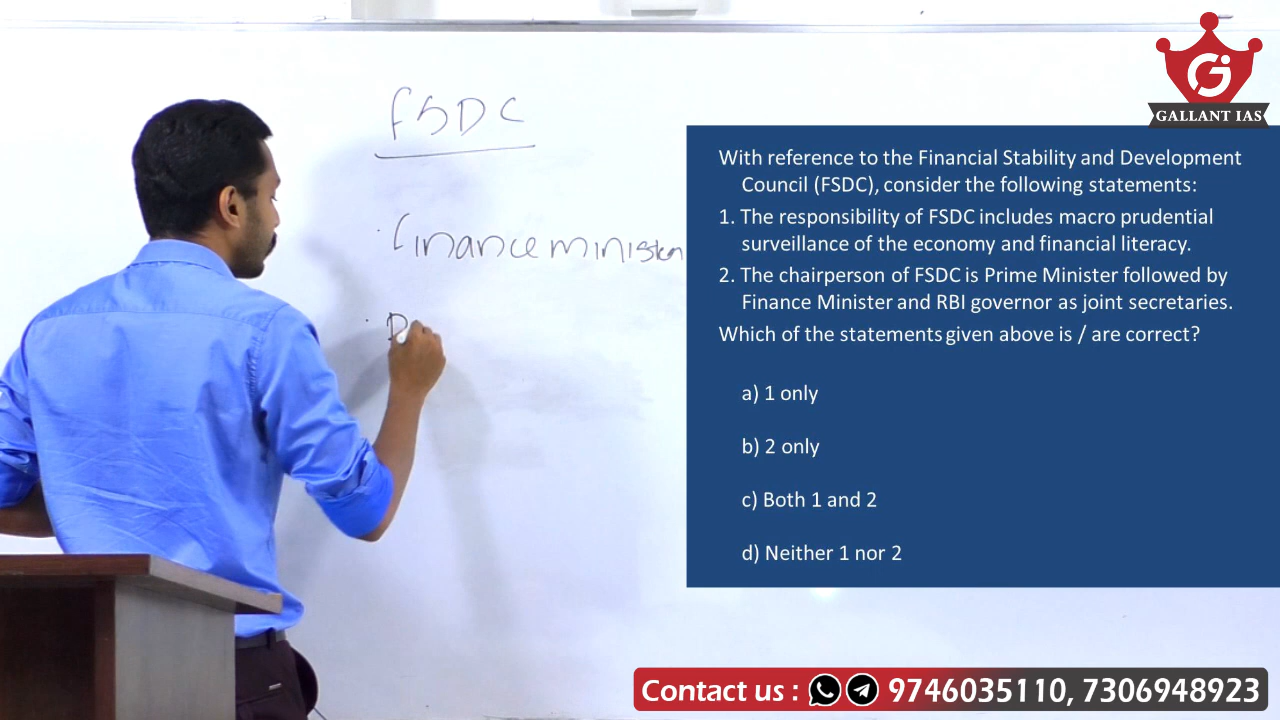 GALLANT IAS
FSDC
Finance minister
With reference to the Financial Stability and Development
Council (FSDC), consider the following statements:
1. The responsibility of FSDC includes macro prudential
surveillance of the economy and financial literacy.
2. The chairperson of FSDC is Prime Minister followed by
Finance Minister and RBI governor as joint secretaries.
Which of the statements given above is / are correct?
a) 1 only
b) 2 only
c) Both 1 and 2
d) Neither 1 nor 2
Contact us : 9746035110, 7306948923